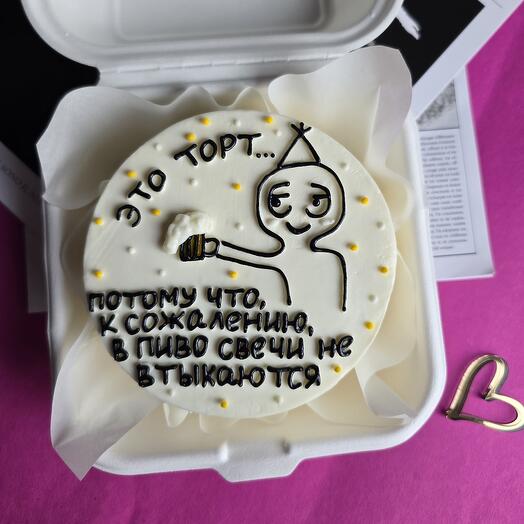 ЭТО ТОРТ...
ПОТОМУ ЧТО,
К СОЖАЛЕНИЮ,
В ПИВО СВЕЧИ НЕ
ВТЫКАЮТСЯ